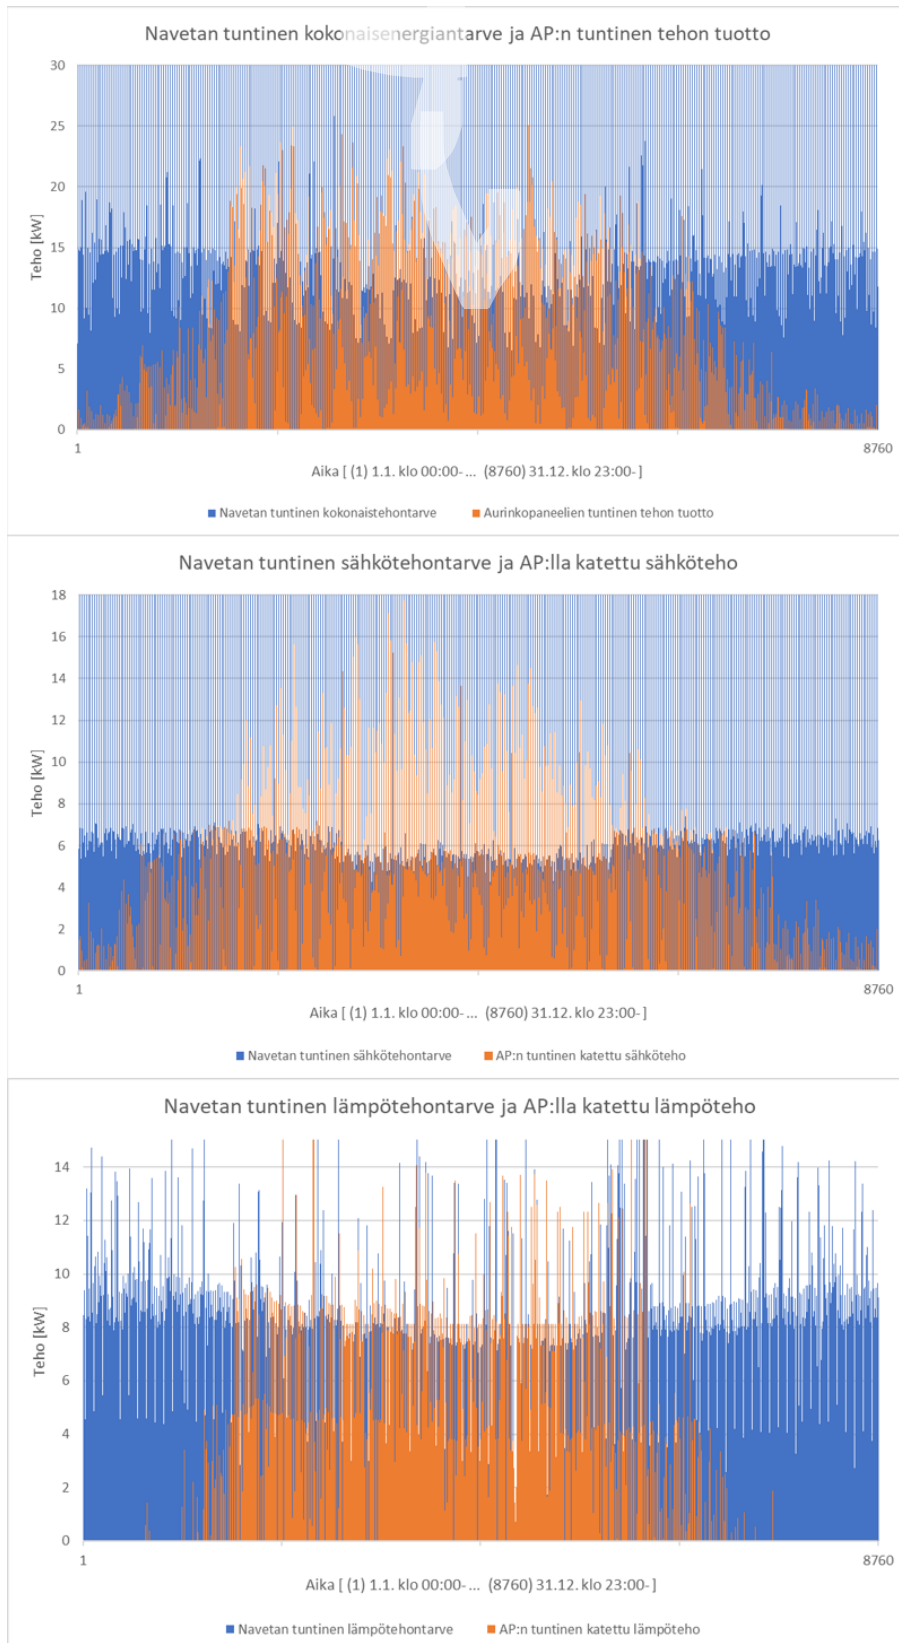 Navetan tuntinen kokonaisenergiantarve ja AP:n tuntinen tehon tuotto
30
25
20
15
10
5
0
Teho [kW]
1
8760
Aika [ (1) 1.1. klo 00:00- ... (8760) 31.12. klo 23:00- ]
Navetan tuntinen kokonaistehontarve
Aurinkopaneelien tuntinen tehon tuotto
Navetan tuntinen sähkötehontarve ja AP:lla katettu sähköteho
18
16
14
12
10
8
6
4
2
0
Teho [kW]
1
8760
Aika [ (1) 1.1. klo 00:00- ... (8760) 31.12. klo 23:00- ]
Navetan tuntinen sähkötehontarve
AP:n tuntinen katettu sähköteho
Navetan tuntinen lämpötehontarve ja AP:lla katettu lämpöteho
14
12
10
8
6
4
2
0
Teho [kW]
1
8760
Aika [ (1) 1.1. klo 00:00- ... (8760) 31.12. klo 23:00- ]
Navetan tuntinen lämpötehontarve
AP:n tuntinen katettu lämpöteho